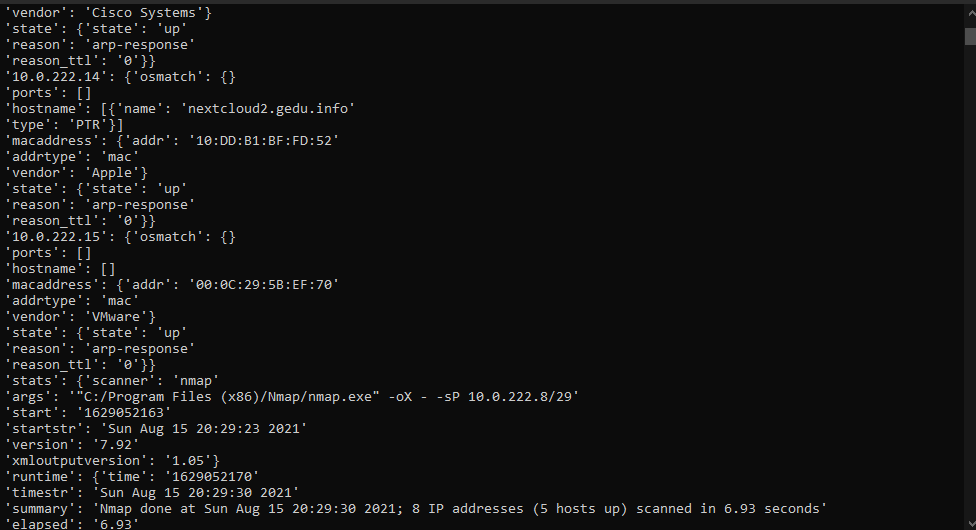 'vendor': 'Cisco Systems'}
'state': {'state': 'up'
'reason': 'arp-response'
'reason_ttl': '0'}}
'10.0.222.14': {'osmatch': {}
'ports': []
'hostname': [{'name': 'nextcloud2.gedu.info'
'type': 'PTR'}]
'macaddress': {'addr': '10:DD:B1:BF:FD:52'
'addrtype': 'mac'
'vendor': 'Apple'}
'state': {'state': 'up'
'reason': 'arp-response'
'reason_ttl': '0'}}
'10.0.222.15': {'osmatch': {}
'ports': []
'hostname': []
'macaddress': {'addr': '00:0C:29:5B:EF:70'
'addrtype': 'mac'
'vendor': 'VMware'}
'state': {'state': 'up'
'reason': 'arp-response'
'reason_ttl': '0'}}
'stats': {'scanner': 'nmap'
'args': '"C:/Program Files (x86)/Nmap/nmap.exe" -oX - -sP 10.0.222.8/29'
'start': '1629052163'
'startstr': 'Sun Aug 15 20:29:23 2021'
'version': '7.92'
'xmloutputversion': '1.05'}
'runtime': {'time': '1629052170'
'timestr': 'Sun Aug 15 20:29:30 2021'
'summary': 'Nmap done at Sun Aug 15 20:29:30 2021; 8 IP addresses (5 hosts up) scanned in 6.93 seconds'
'elapsed': '6.93'